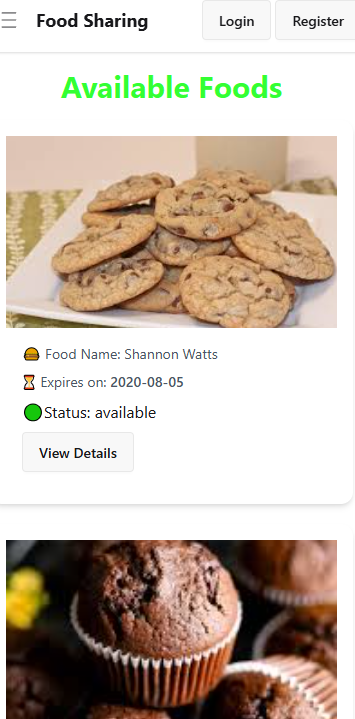 Food Sharing
Login
Register
Available Foods
Food Name: Shannon Watts
Expires on: 2020-08-05
Status: available
View Details